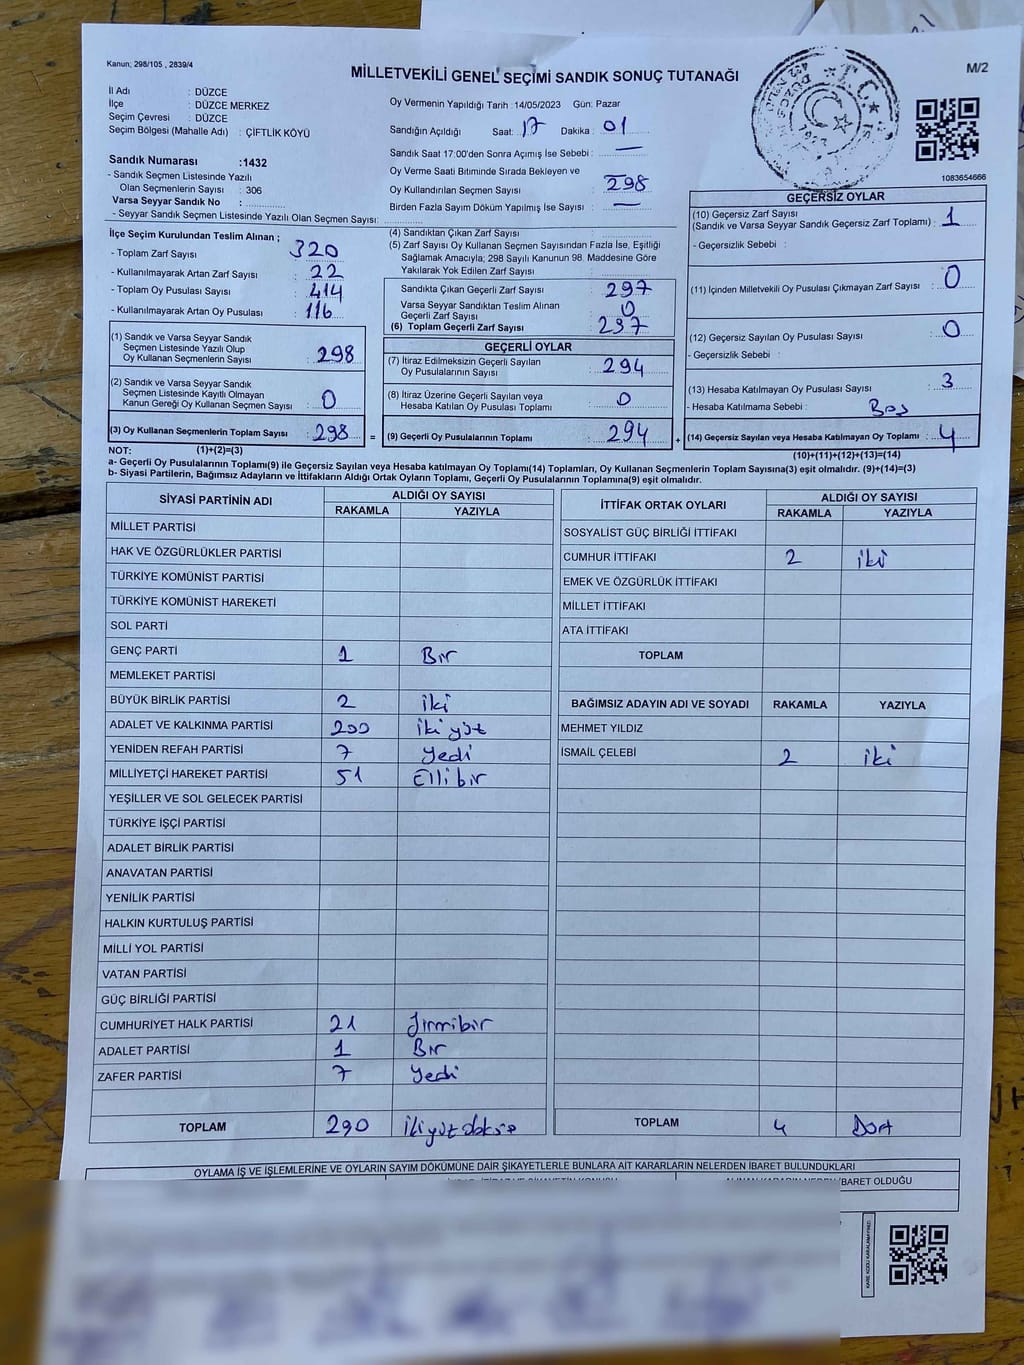 Kanun; 298/105 , 2839/4
MİLLETVEKİLİ GENEL SEÇİMİ SANDIK SONUÇ TUTANAĞI
M/2
İl Adı : DÜZCE
İlçe : DÜZCE MERKEZ
Seçim Çevresi : DÜZCE
Seçim Bölgesi (Mahalle Adı) : ÇİFTLİK KÖYÜ
Sandık Numarası :1432
- Sandık Seçmen Listesinde Yazılı
Olan Seçmenlerin Sayısı : 306
Varsa Seyyar Sandık No :
- Seyyar Sandık Seçmen Listesinde Yazılı Olan Seçmen Sayısı:
Oy Vermenin Yapıldığı Tarih :14/05/2023 Gün: Pazar
Sandığın Açıldığı Saat: 17 Dakika : 01
Sandık Saat 17:00'den Sonra Açımış İse Sebebi : —
Oy Verme Saati Bitiminde Sırada Bekleyen ve
Oy Kullandırılan Seçmen Sayısı : 298
Birden Fazla Sayım Döküm Yapılmış İse Sayısı : —
T.C.
1083654666
İlçe Seçim Kurulundan Teslim Alınan ;
- Toplam Zarf Sayısı : 320
- Kullanılmayarak Artan Zarf Sayısı : 22
- Toplam Oy Pusulası Sayısı : 414
- Kullanılmayarak Artan Oy Pusulası : 116
(1) Sandık ve Varsa Seyyar Sandık
Seçmen Listesinde Yazılı Olup
Oy Kullanan Seçmenlerin Sayısı : 298
(2) Sandık ve Varsa Seyyar Sandık
Seçmen Listesinde Kayıtlı Olmayan
Kanun Gereği Oy Kullanan Seçmen Sayısı : 0
(3) Oy Kullanan Seçmenlerin Toplam Sayısı : 298 =
(4) Sandıktan Çıkan Zarf Sayısı :
(5) Zarf Sayısı Oy Kullanan Seçmen Sayısından Fazla İse, Eşitliği
Sağlamak Amacıyla; 298 Sayılı Kanunun 98. Maddesine Göre
Yakılarak Yok Edilen Zarf Sayısı :
Sandıkta Çıkan Geçerli Zarf Sayısı : 297
Varsa Seyyar Sandıktan Teslim Alınan
Geçerli Zarf Sayısı : 0
(6) Toplam Geçerli Zarf Sayısı : 297
GEÇERLİ OYLAR
(7) İtiraz Edilmeksizin Geçerli Sayılan
Oy Pusulalarının Sayısı : 294
(8) İtiraz Üzerine Geçerli Sayılan veya
Hesaba Katılan Oy Pusulası Toplamı : 0
(9) Geçerli Oy Pusulalarının Toplamı : 294 +
GEÇERSİZ OYLAR
(10) Geçersiz Zarf Sayısı
(Sandık ve Varsa Seyyar Sandık Geçersiz Zarf Toplamı) : 1
- Geçersizlik Sebebi :
(11) İçinden Milletvekili Oy Pusulası Çıkmayan Zarf Sayısı : 0
(12) Geçersiz Sayılan Oy Pusulası Sayısı : 0
- Geçersizlik Sebebi :
(13) Hesaba Katılmayan Oy Pusulası Sayısı : 3
- Hesaba Katılmama Sebebi : Boş
(14) Geçersiz Sayılan veya Hesaba Katılmayan Oy Toplamı : 4
NOT: (1)+(2)=(3)
(10)+(11)+(12)+(13)=(14)
a- Geçerli Oy Pusulalarının Toplamı(9) ile Geçersiz Sayılan veya Hesaba katılmayan Oy Toplamı(14) Toplamları, Oy Kullanan Seçmenlerin Toplam Sayısına(3) eşit olmalıdır. (9)+(14)=(3)
b- Siyasi Partilerin, Bağımsız Adayların ve İttifakların Aldığı Ortak Oyların Toplamı, Geçerli Oy Pusulalarının Toplamına(9) eşit olmalıdır.
SİYASİ PARTİNİN ADI
ALDIĞI OY SAYISI
RAKAMLA YAZIYLA
MİLLET PARTİSİ
HAK VE ÖZGÜRLÜKLER PARTİSİ
TÜRKİYE KOMÜNİST PARTİSİ
TÜRKİYE KOMÜNİST HAREKETİ
SOL PARTİ
GENÇ PARTİ 1 Bir
MEMLEKET PARTİSİ
BÜYÜK BİRLİK PARTİSİ 2 iki
ADALET VE KALKINMA PARTİSİ 200 iki yüz
YENİDEN REFAH PARTİSİ 7 Yedi
MİLLİYETÇİ HAREKET PARTİSİ 51 Ellibir
YEŞİLLER VE SOL GELECEK PARTİSİ
TÜRKİYE İŞÇİ PARTİSİ
ADALET BİRLİK PARTİSİ
ANAVATAN PARTİSİ
YENİLİK PARTİSİ
HALKIN KURTULUŞ PARTİSİ
MİLLİ YOL PARTİSİ
VATAN PARTİSİ
GÜÇ BİRLİĞİ PARTİSİ
CUMHURİYET HALK PARTİSİ 21 Yirmibir
ADALET PARTİSİ 1 Bir
ZAFER PARTİSİ 7 Yedi
TOPLAM 290
İTTİFAK ORTAK OYLARI
ALDIĞI OY SAYISI
RAKAMLA YAZIYLA
SOSYALİST GÜÇ BİRLİĞİ İTTİFAKI
CUMHUR İTTİFAKI 2 iki
EMEK VE ÖZGÜRLÜK İTTİFAKI
MİLLET İTTİFAKI
ATA İTTİFAKI
TOPLAM
BAĞIMSIZ ADAYIN ADI VE SOYADI RAKAMLA YAZIYLA
MEHMET YILDIZ
İSMAİL ÇELEBİ 2 iki
TOPLAM 4 Dört
OYLAMA İŞ VE İŞLEMLERİNE VE OYLARIN SAYIM DÖKÜMÜNE DAİR ŞİKAYETLERLE BUNLARA AİT KARARLARIN NELERDEN İBARET BULUNDUKLARI
İBARET OLDUĞU